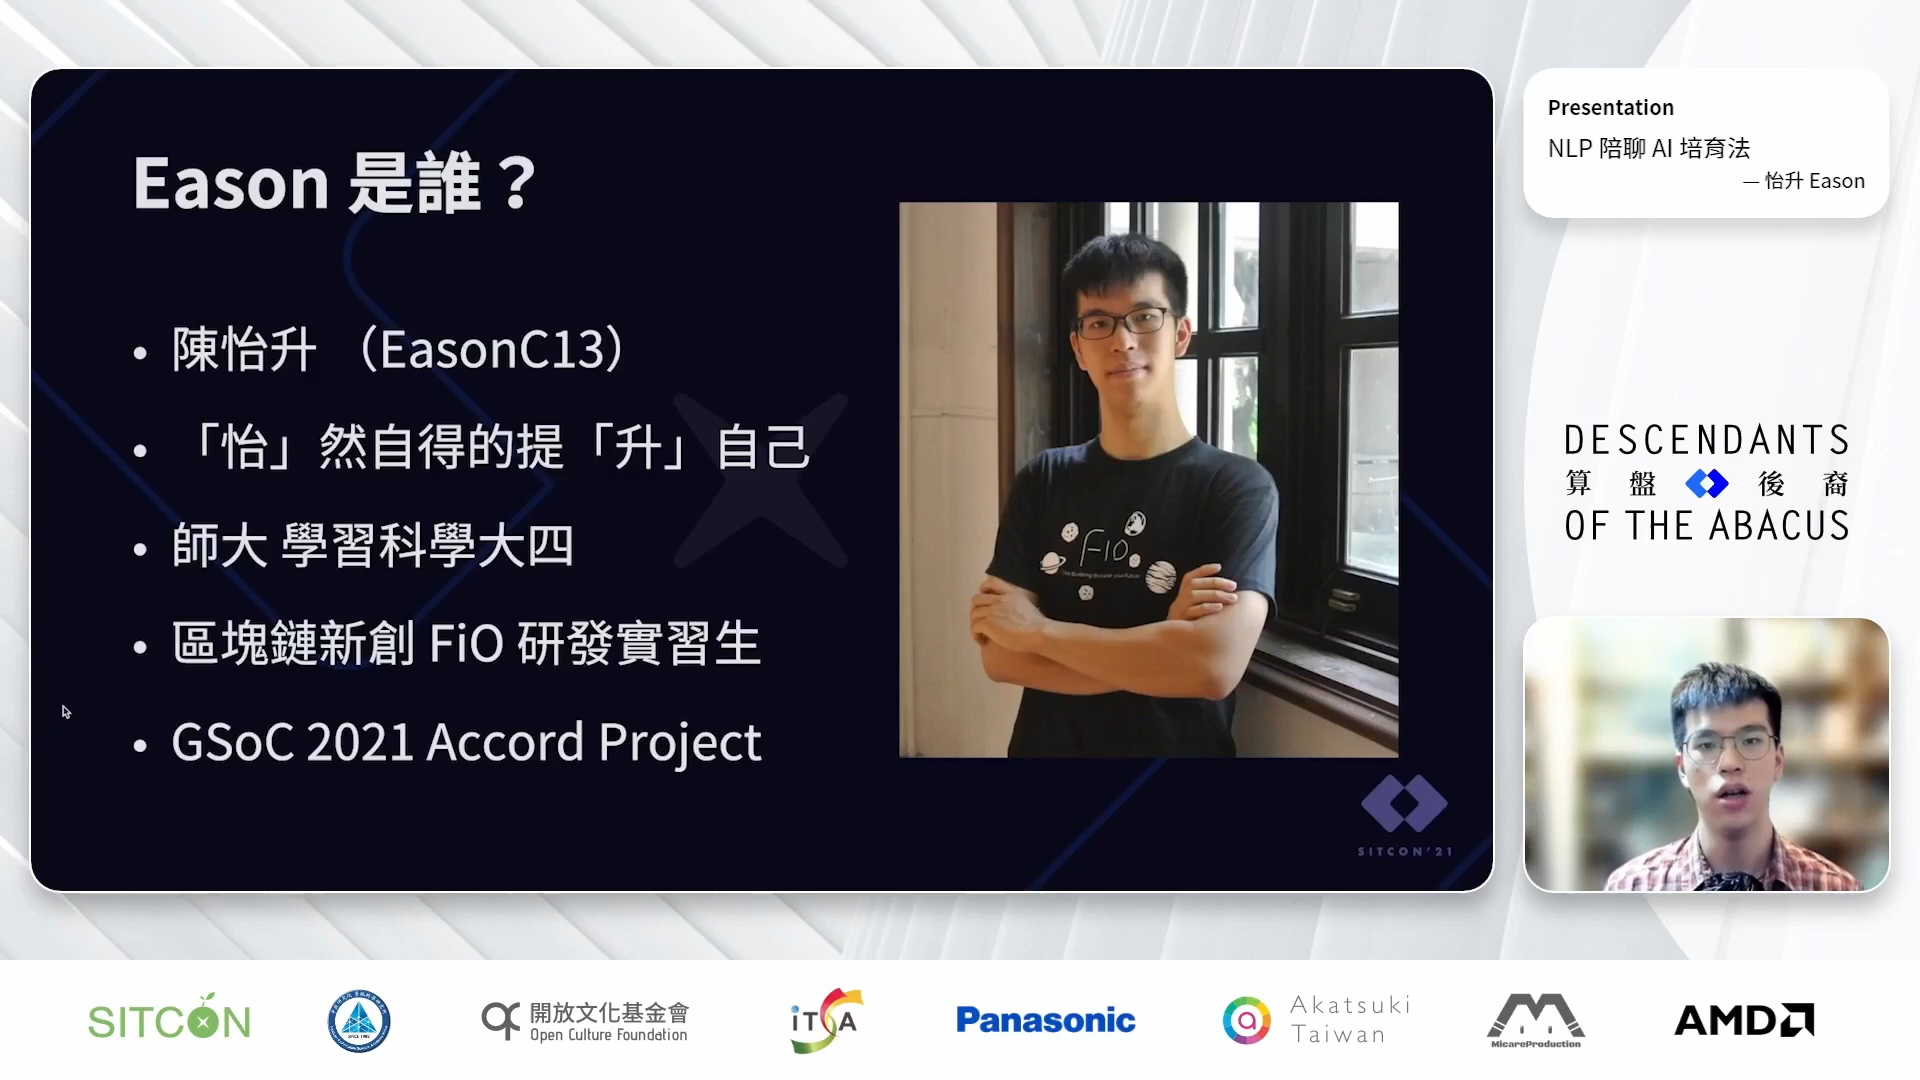 Eason 是誰？
• 陳怡升 （EasonC13）
• 「怡」然自得的提「升」自己
• 師大 學習科學大四
• 區塊鏈新創 FiO 研發實習生
• GSoC 2021 Accord Project
FiO
SITCON'21
Presentation
NLP 陪聊 AI 培育法
— 怡升 Eason
DESCENDANTS
算盤後裔
OF THE ABACUS
SITCON
SINCE 1982
開放文化基金會
Open Culture Foundation
iTSA
Panasonic
Akatsuki
Taiwan
MicareProduction
AMD